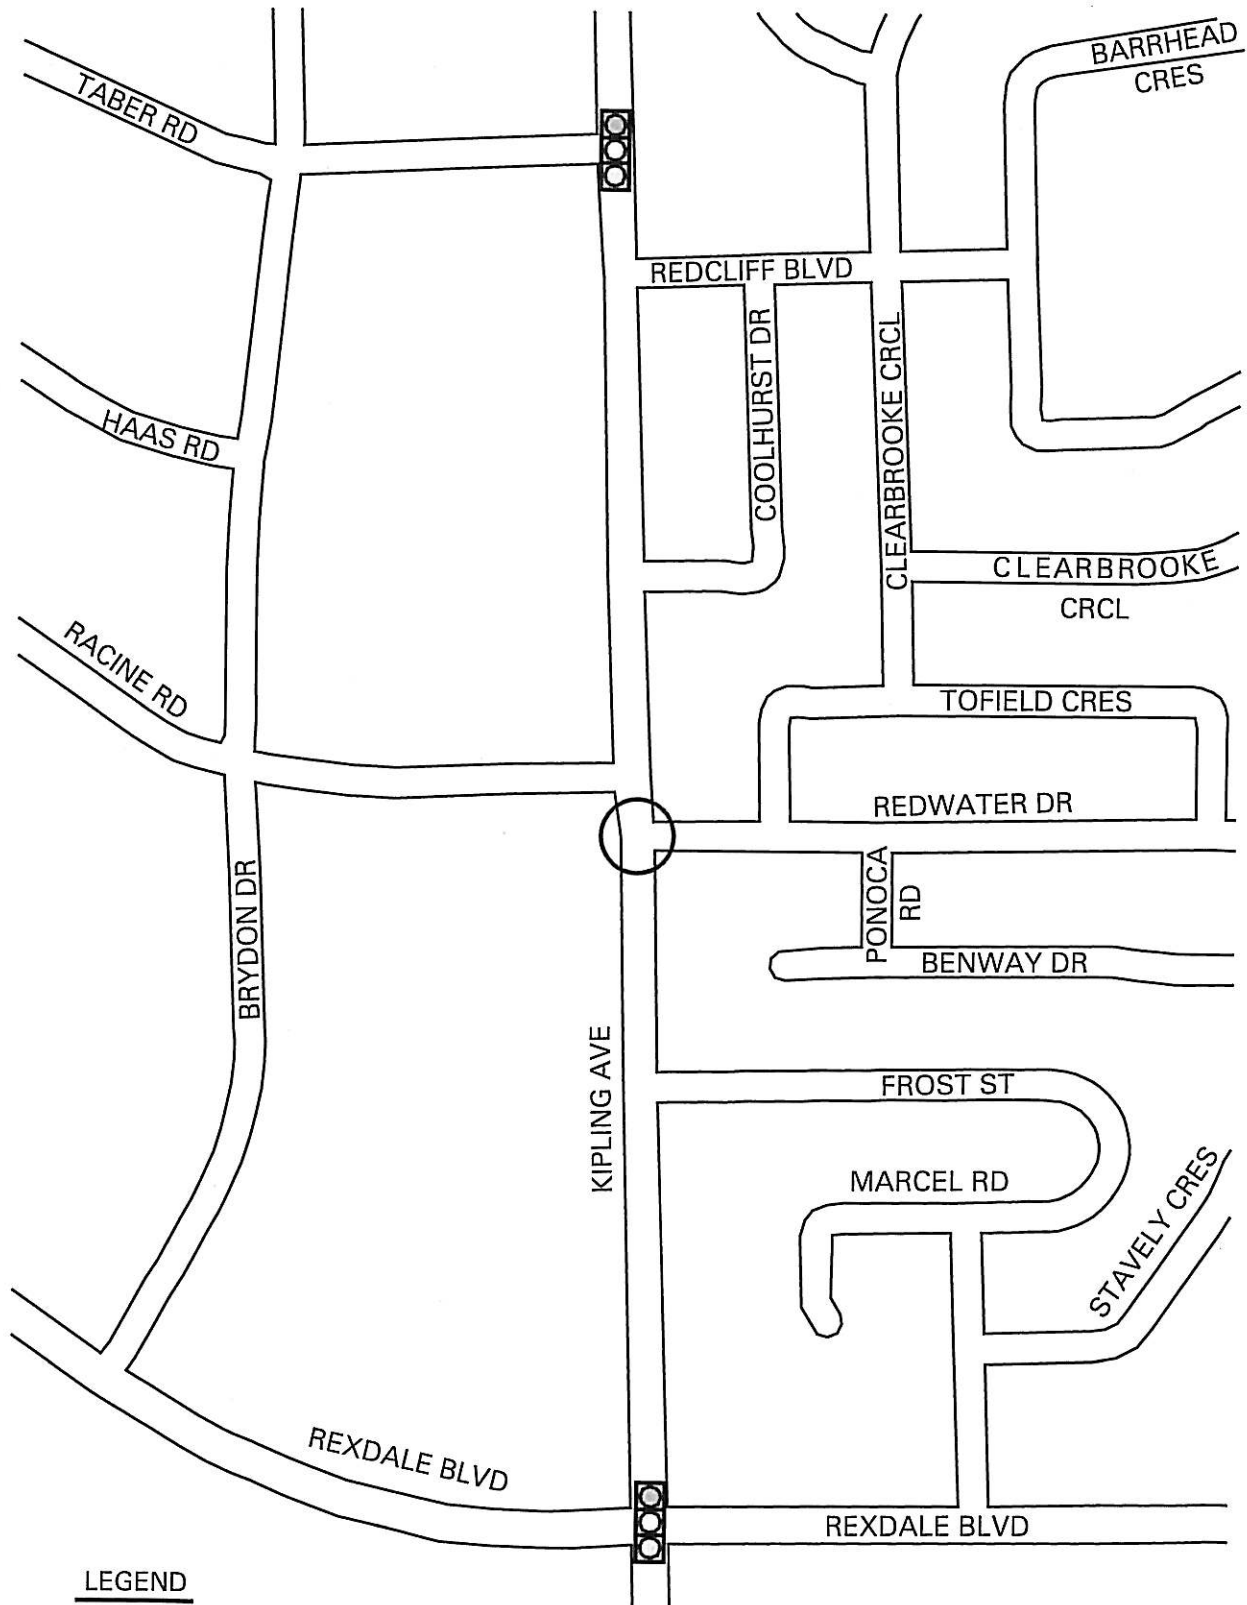 BARRHEAD
CRES
TABER RD
REDCLIFF BLVD
COOLHURST DR
CLEARBROOKE CRCL
HAAS RD
CLEARBROOKE
CRCL
RACINE RD
TOFIELD CRES
REDWATER DR
PONOCA
RD
BRYDON DR
BENWAY DR
KIPLING AVE
FROST ST
MARCEL RD
STAVELY CRES
REXDALE BLVD
REXDALE BLVD
LEGEND